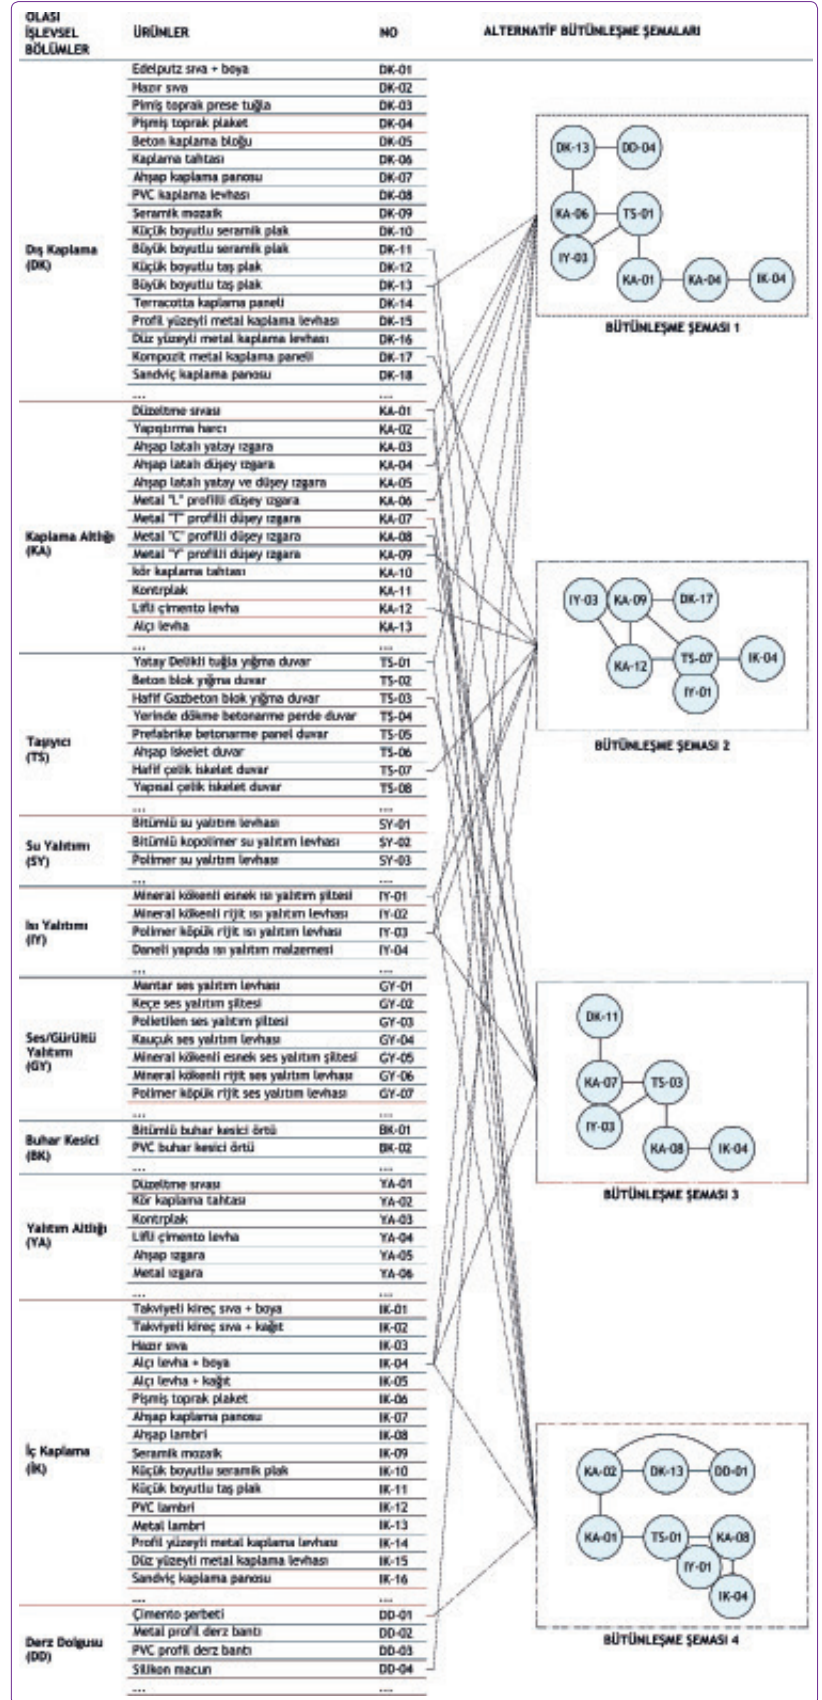 OLASI İŞLEVSEL BÖLÜMLER ÜRÜNLER NO ALTERNATİF BÜTÜNLEŞME ŞEMALARI
Dış Kaplama (DK)
Edelputz sıva + boya DK-01
Hazır sıva DK-02
Pimiş toprak prese tuğla DK-03
Pişmiş toprak plaket DK-04
Beton kaplama bloğu DK-05
Kaplama tahtası DK-06
Ahşap kaplama panosu DK-07
PVC kaplama levhası DK-08
Seramik mozaik DK-09
Küçük boyutlu seramik plak DK-10
Büyük boyutlu seramik plak DK-11
Küçük boyutlu taş plak DK-12
Büyük boyutlu taş plak DK-13
Terracotta kaplama paneli DK-14
Profil yüzeyli metal kaplama levhası DK-15
Düz yüzeyli metal kaplama levhası DK-16
Kompozit metal kaplama paneli DK-17
Sandviç kaplama panosu DK-18
... ...
Kaplama Altlığı (KA)
Düzeltme sıvası KA-01
Yapıştırma harcı KA-02
Ahşap latalı yatay ızgara KA-03
Ahşap latalı düşey ızgara KA-04
Ahşap latalı yatay ve düşey ızgara KA-05
Metal "L" profilli düşey ızgara KA-06
Metal "T" profilli düşey ızgara KA-07
Metal "C" profilli düşey ızgara KA-08
Metal "Y" profilli düşey ızgara KA-09
kör kaplama tahtası KA-10
Kontrplak KA-11
Lifli çimento levha KA-12
Alçı levha KA-13
... ...
Taşıyıcı (TS)
Yatay Delikli tuğla yığma duvar TS-01
Beton blok yığma duvar TS-02
Hafif Gazbeton blok yığma duvar TS-03
Yerinde dökme betonarme perde duvar TS-04
Prefabrike betonarme panel duvar TS-05
Ahşap iskelet duvar TS-06
Hafif çelik iskelet duvar TS-07
Yapısal çelik iskelet duvar TS-08
... ...
Su Yalıtımı (SY)
Bitümlü su yalıtım levhası SY-01
Bitümlü kopolimer su yalıtım levhası SY-02
Polimer su yalıtım levhası SY-03
... ...
Isı Yalıtımı (IY)
Mineral kökenli esnek ısı yalıtım şiltesi IY-01
Mineral kökenli rijit ısı yalıtım levhası IY-02
Polimer köpük rijit ısı yalıtım levhası IY-03
Daneli yapıda ısı yalıtım malzemesi IY-04
... ...
Ses/Gürültü Yalıtımı (GY)
Mantar ses yalıtım levhası GY-01
Keçe ses yalıtım şiltesi GY-02
Polietilen ses yalıtım şiltesi GY-03
Kauçuk ses yalıtım levhası GY-04
Mineral kökenli esnek ses yalıtım şiltesi GY-05
Mineral kökenli rijit ses yalıtım levhası GY-06
Polimer köpük rijit ses yalıtım levhası GY-07
... ...
Buhar Kesici (BK)
Bitümlü buhar kesici örtü BK-01
PVC buhar kesici örtü BK-02
... ...
Yalıtım Altlığı (YA)
Düzeltme sıvası YA-01
Kör kaplama tahtası YA-02
Kontrplak YA-03
Lifli çimento levha YA-04
Ahşap ızgara YA-05
Metal ızgara YA-06
... ...
İç Kaplama (İK)
Takviyeli kireç sıva + boya IK-01
Takviyeli kireç sıva + kağıt IK-02
Hazır sıva IK-03
Alçı levha + boya IK-04
Alçı levha + kağıt IK-05
Pişmiş toprak plaket IK-06
Ahşap kaplama panosu IK-07
Ahşap lambri IK-08
Seramik mozaik IK-09
Küçük boyutlu seramik plak IK-10
Küçük boyutlu taş plak IK-11
PVC lambri IK-12
Metal lambri IK-13
Profil yüzeyli metal kaplama levhası IK-14
Düz yüzeyli metal kaplama levhası IK-15
Sandviç kaplama panosu IK-16
... ...
Derz Dolgusu (DD)
Çimento şerbeti DD-01
Metal profil derz bantı DD-02
PVC profil derz bantı DD-03
Silikon macun DD-04
... ...
DK-13 DD-04
KA-06 TS-01
IY-03
KA-01 KA-04 IK-04
BÜTÜNLEŞME ŞEMASI 1
IY-03 KA-09 DK-17
KA-12 TS-07 IK-04
IY-01
BÜTÜNLEŞME ŞEMASI 2
DK-11
KA-07 TS-03
IY-03
KA-08 IK-04
BÜTÜNLEŞME ŞEMASI 3
KA-02 DK-13 DD-01
KA-01 TS-01 KA-08
IY-01
IK-04
BÜTÜNLEŞME ŞEMASI 4